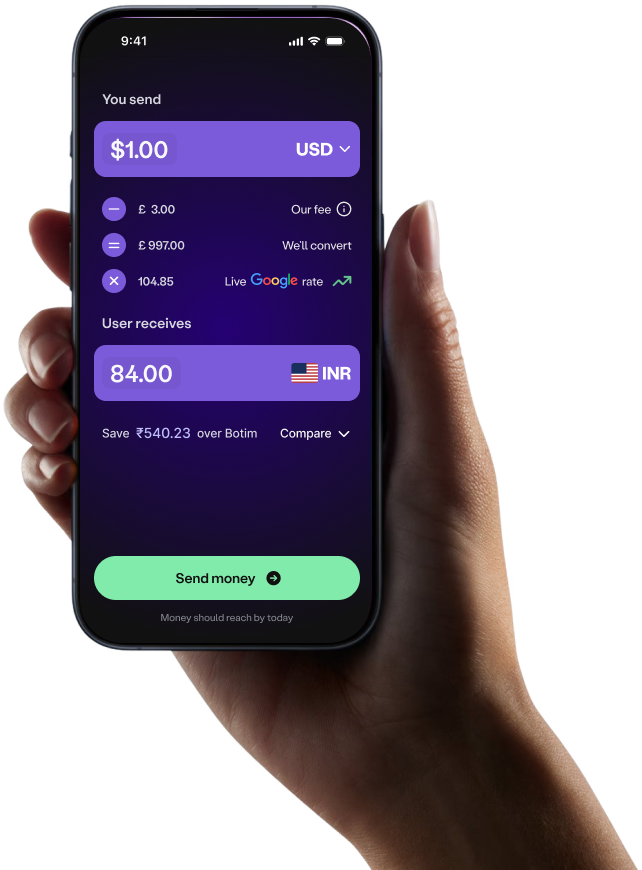 9:41
You send
$1.00 USD
£ 3.00 Our fee
£ 997.00 We'll convert
104.85 Live Google rate
User receives
84.00 INR
Save ₹540.23 over Botim Compare
Send money
Money should reach by today